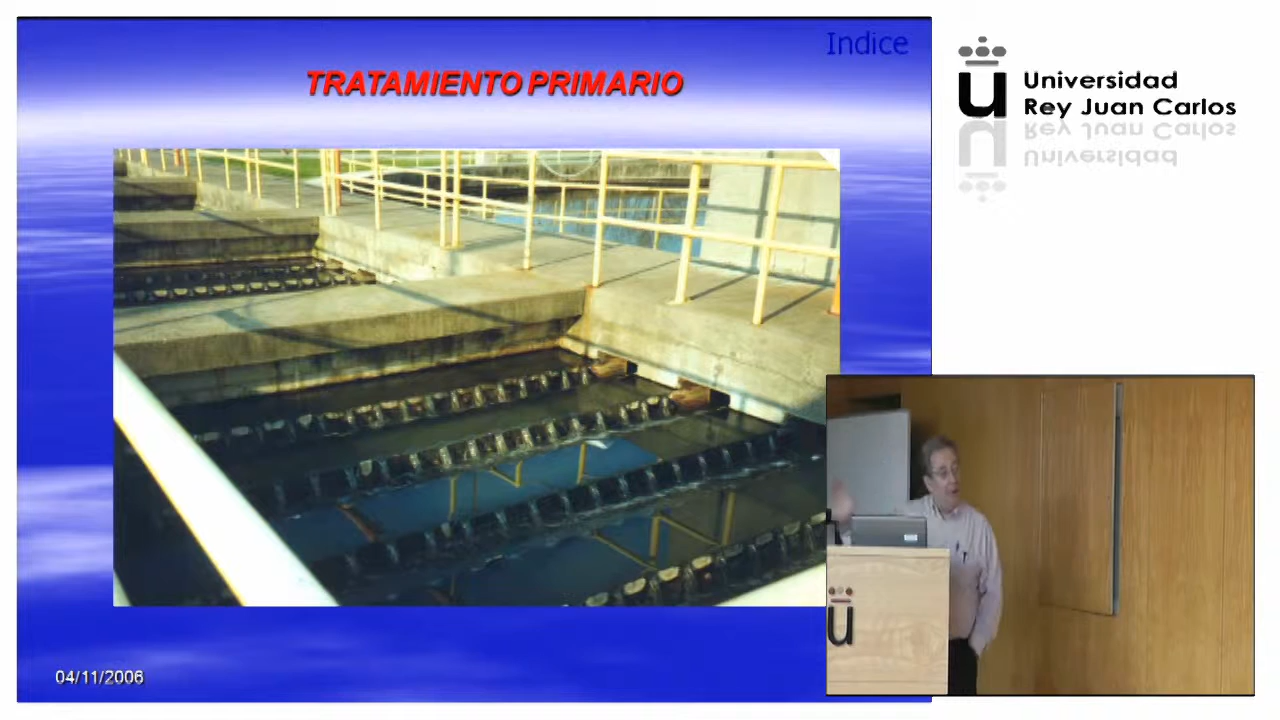 Indice
TRATAMIENTO PRIMARIO
04/11/2006
Universidad
Rey Juan Carlos